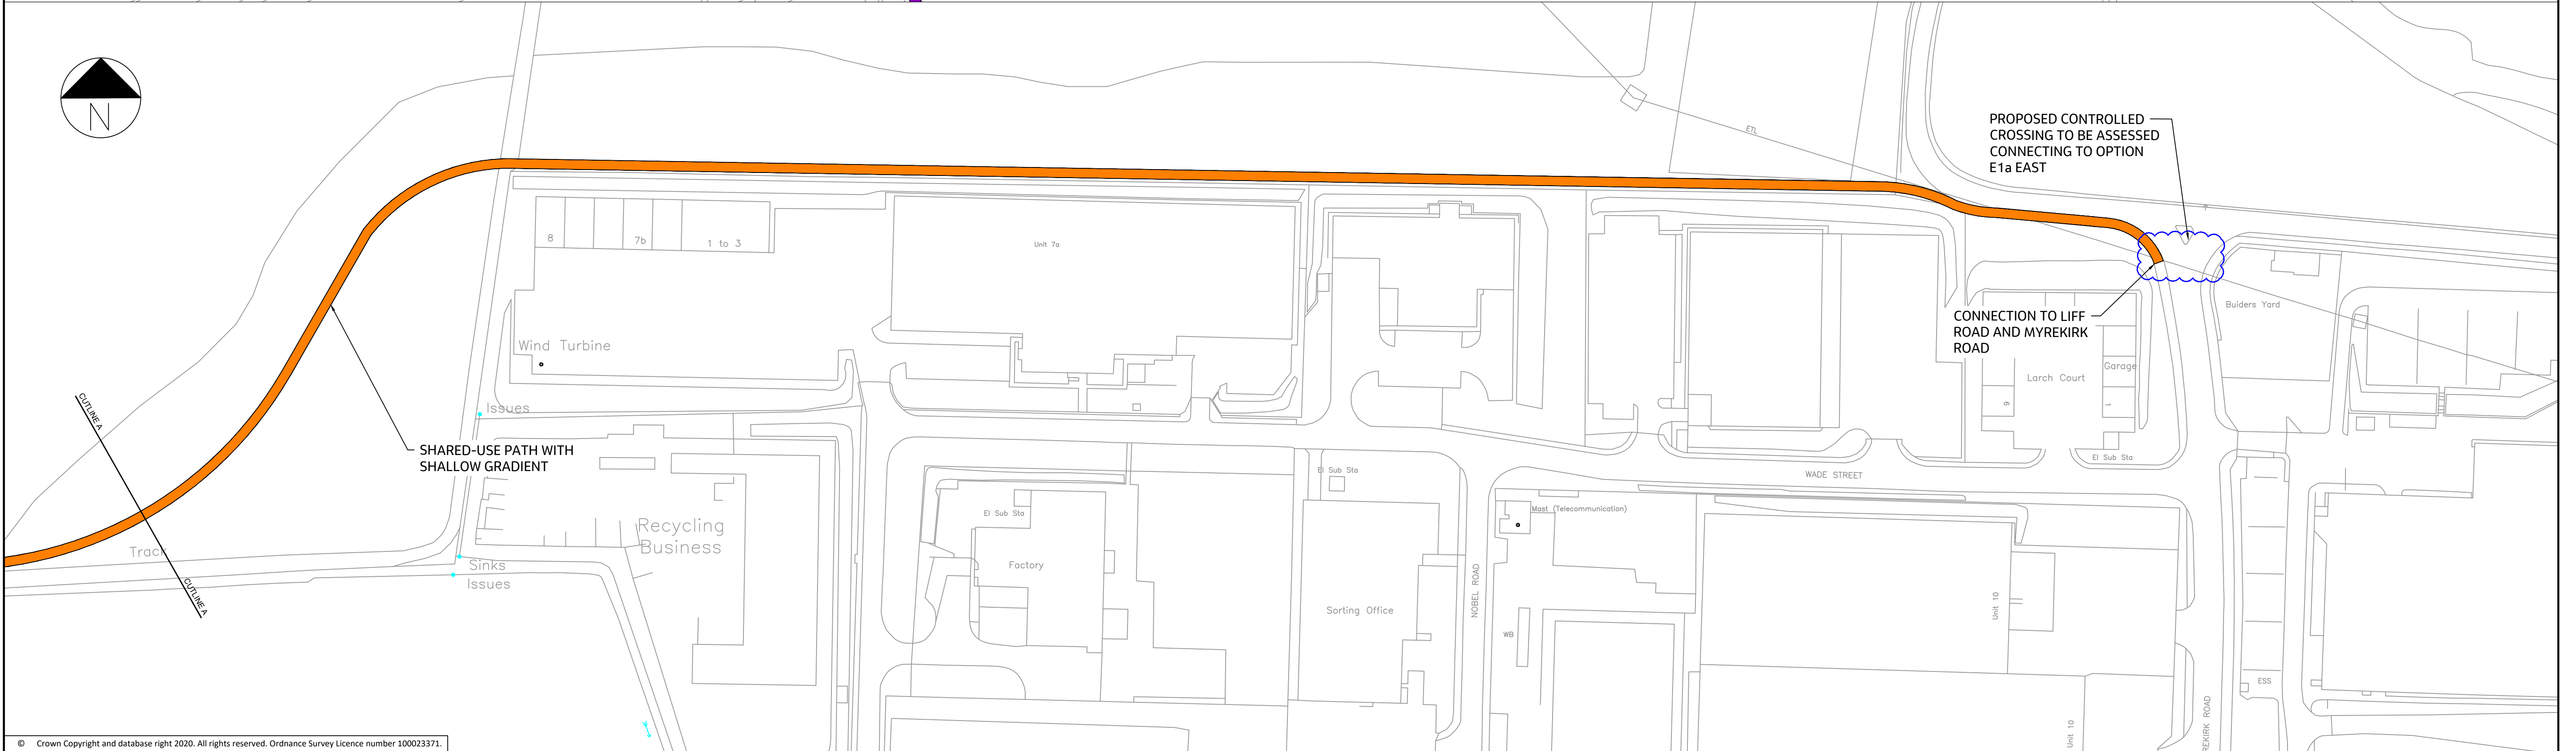 N
PROPOSED CONTROLLED
CROSSING TO BE ASSESSED
CONNECTING TO OPTION
E1a EAST
ETL
8
7b
1 to 3
Unit 7a
Wind Turbine
Issues
CONNECTION TO LIFF
ROAD AND MYREKIRK
ROAD
Buiders Yard
Garage
Larch Court
9
1
El Sub Sta
CUTLINE A
SHARED-USE PATH WITH
SHALLOW GRADIENT
El Sub Sta
WADE STREET
Mast (Telecommunication)
El Sub Sta
Recycling
Business
Track
Sinks
Issues
Factory
NOBEL ROAD
Sorting Office
WB
Unit 10
CUTLINE A
ESS
Unit 10
REKIRK ROAD
© Crown Copyright and database right 2020. All rights reserved. Ordnance Survey Licence number 100023371.